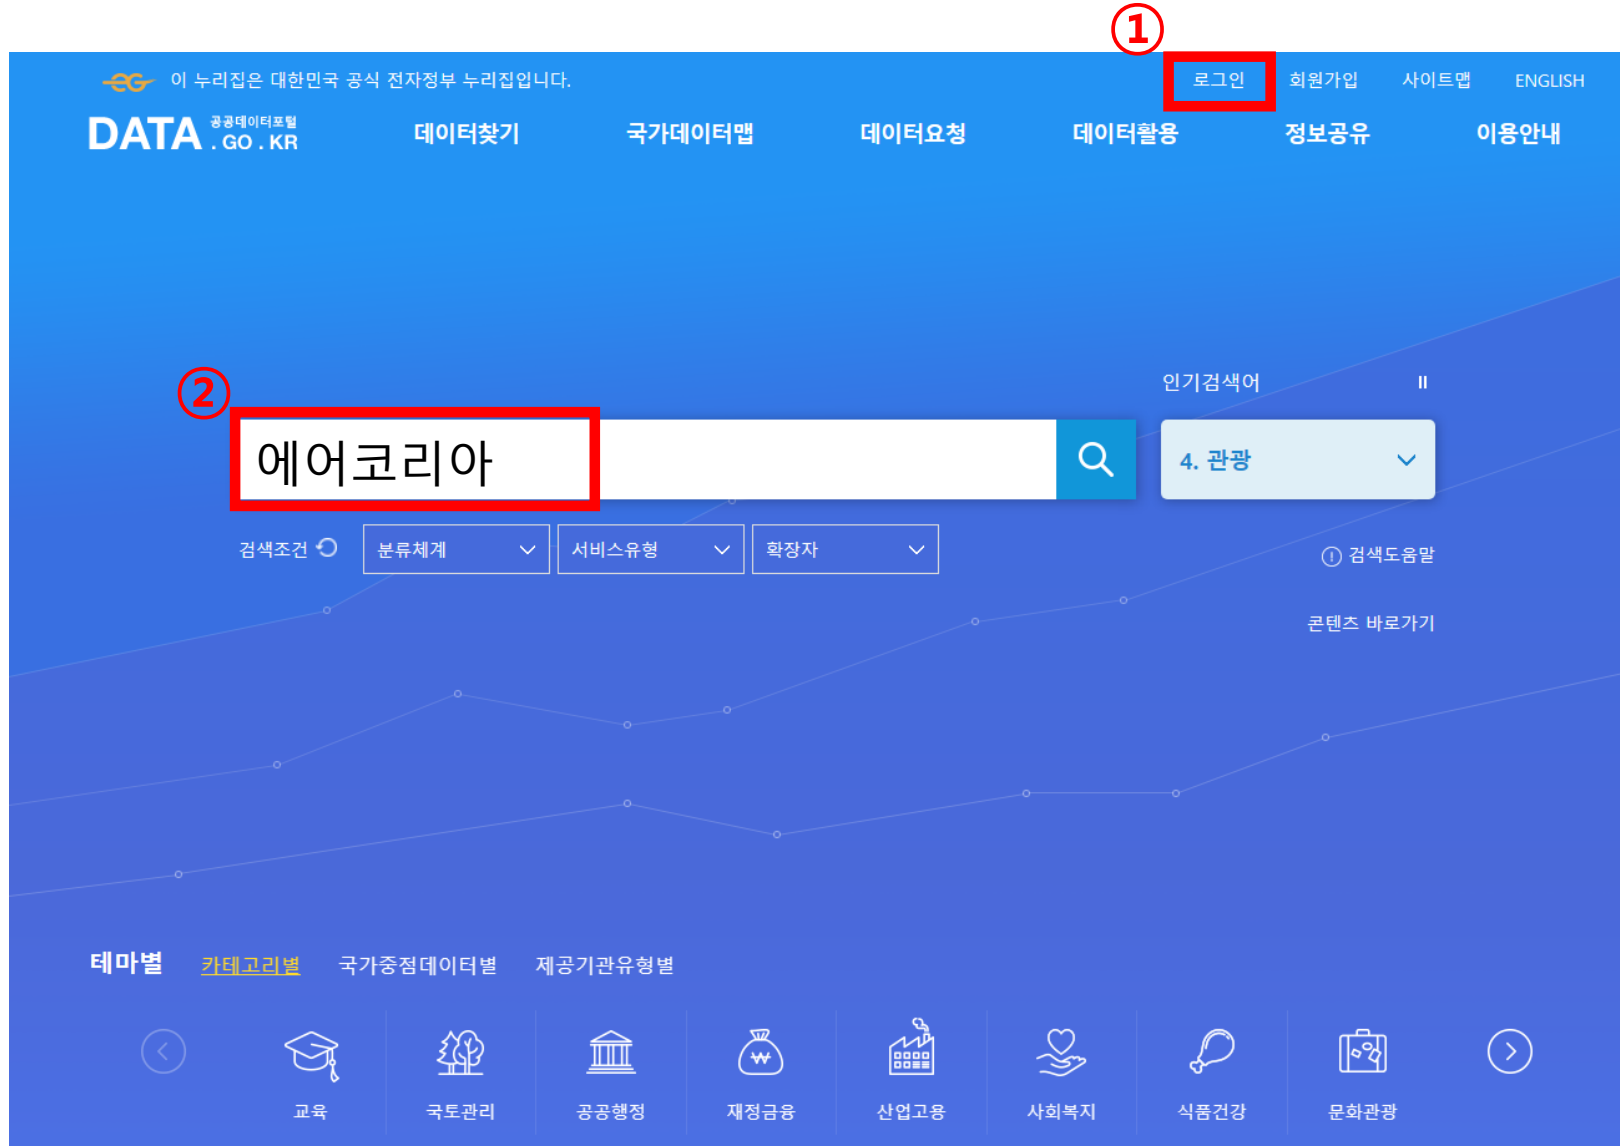 ①
이 누리집은 대한민국 공식 전자정부 누리집입니다.
로그인 회원가입 사이트맵 ENGLISH
DATA 공공데이터포털 .GO.KR
데이터찾기 국가데이터맵 데이터요청 데이터활용 정보공유 이용안내
인기검색어
②
에어코리아
4. 관광
검색조건 분류체계 서비스유형 확장자
검색도움말
콘텐츠 바로가기
테마별 카테고리별 국가중점데이터별 제공기관유형별
교육 국토관리 공공행정 재정금융 산업고용 사회복지 식품건강 문화관광